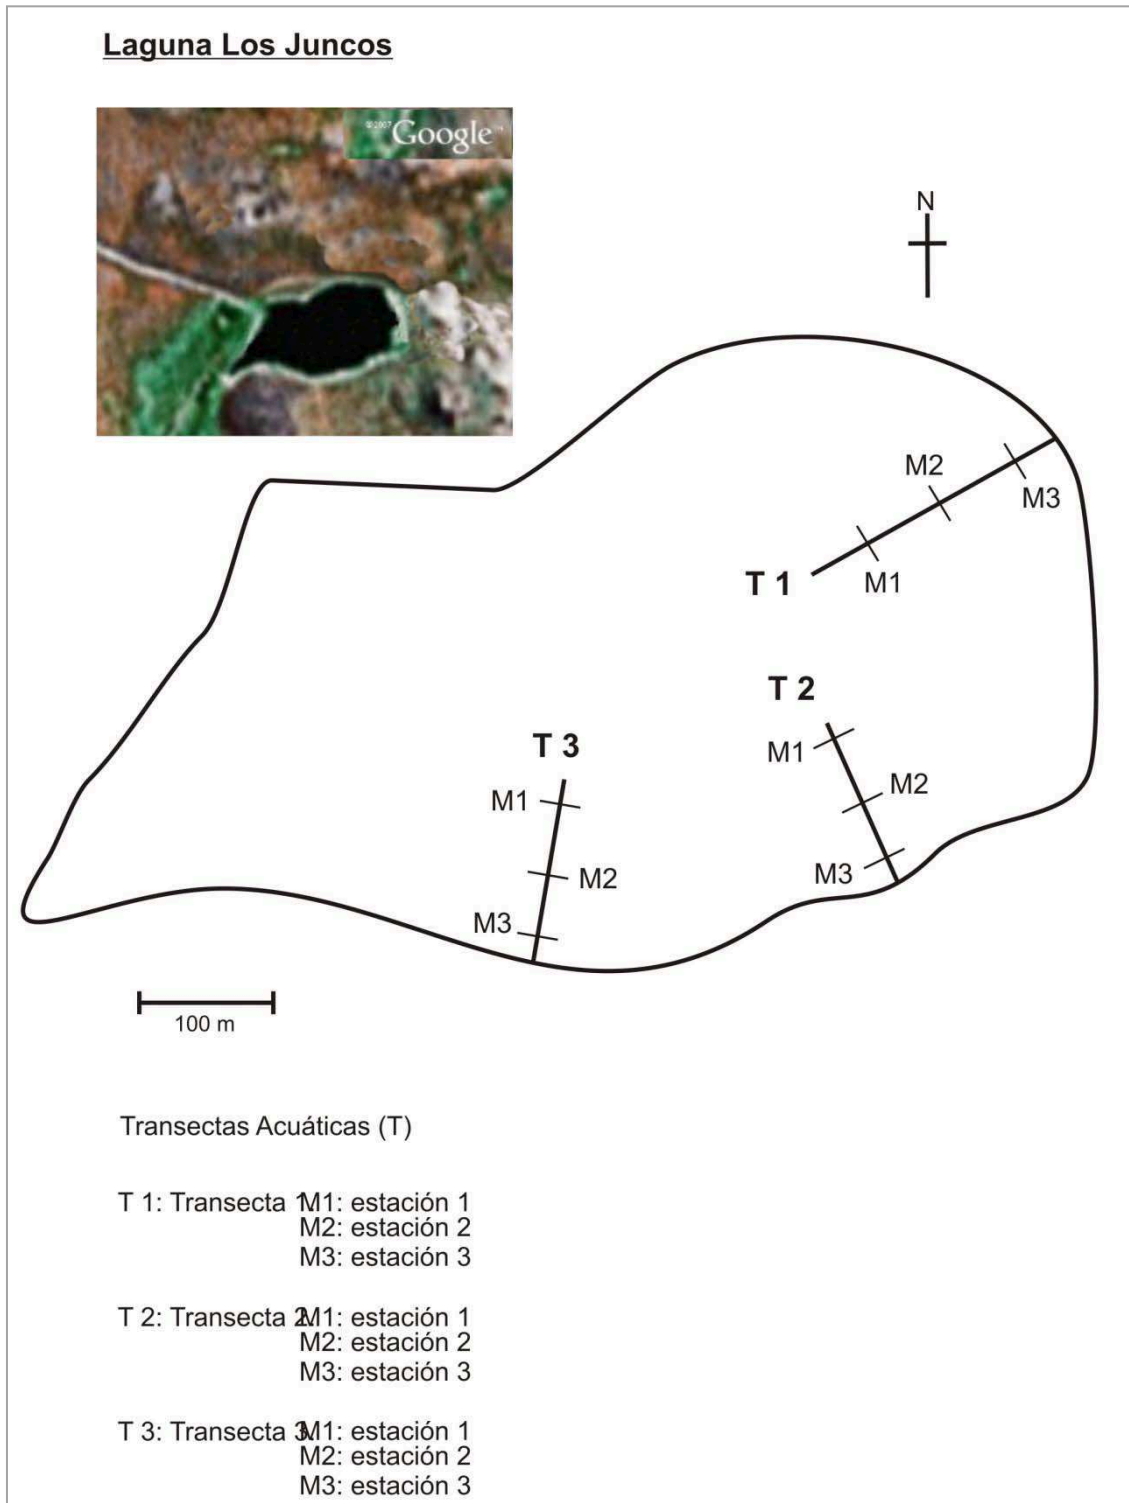 Laguna Los Juncos
©2007 Google™
N
M2
M3
M1
T 1
T 2
M1
M2
M3
T 3
M1
M2
M3
100 m
Transectas Acuáticas (T)
T 1: Transecta 1. M1: estación 1
M2: estación 2
M3: estación 3
T 2: Transecta 2. M1: estación 1
M2: estación 2
M3: estación 3
T 3: Transecta 3. M1: estación 1
M2: estación 2
M3: estación 3